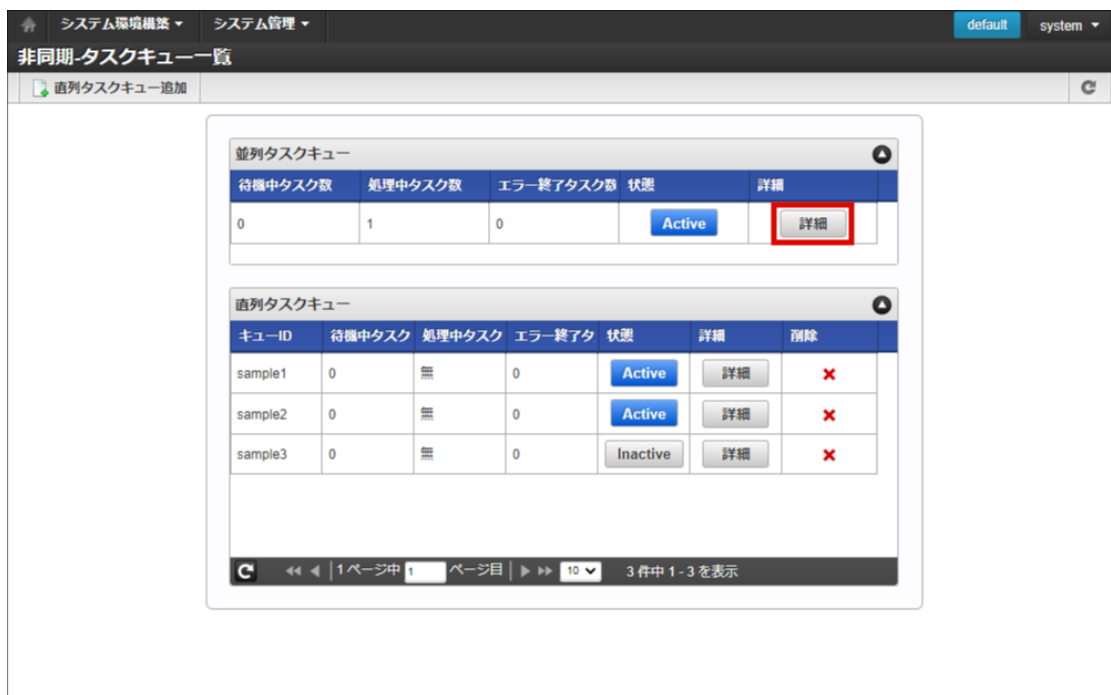 システム環境構築 システム管理 default system
非同期-タスクキュー一覧
直列タスクキュー追加
並列タスクキュー
待機中タスク数 処理中タスク数 エラー終了タスク数 状態 詳細
0 1 0 Active 詳細
直列タスクキュー
キューID 待機中タスク 処理中タスク エラー終了タ 状態 詳細 削除
sample1 0 無 0 Active 詳細
sample2 0 無 0 Active 詳細
sample3 0 無 0 Inactive 詳細
1 ページ中 1 ページ目 10 3 件中 1 - 3 を表示